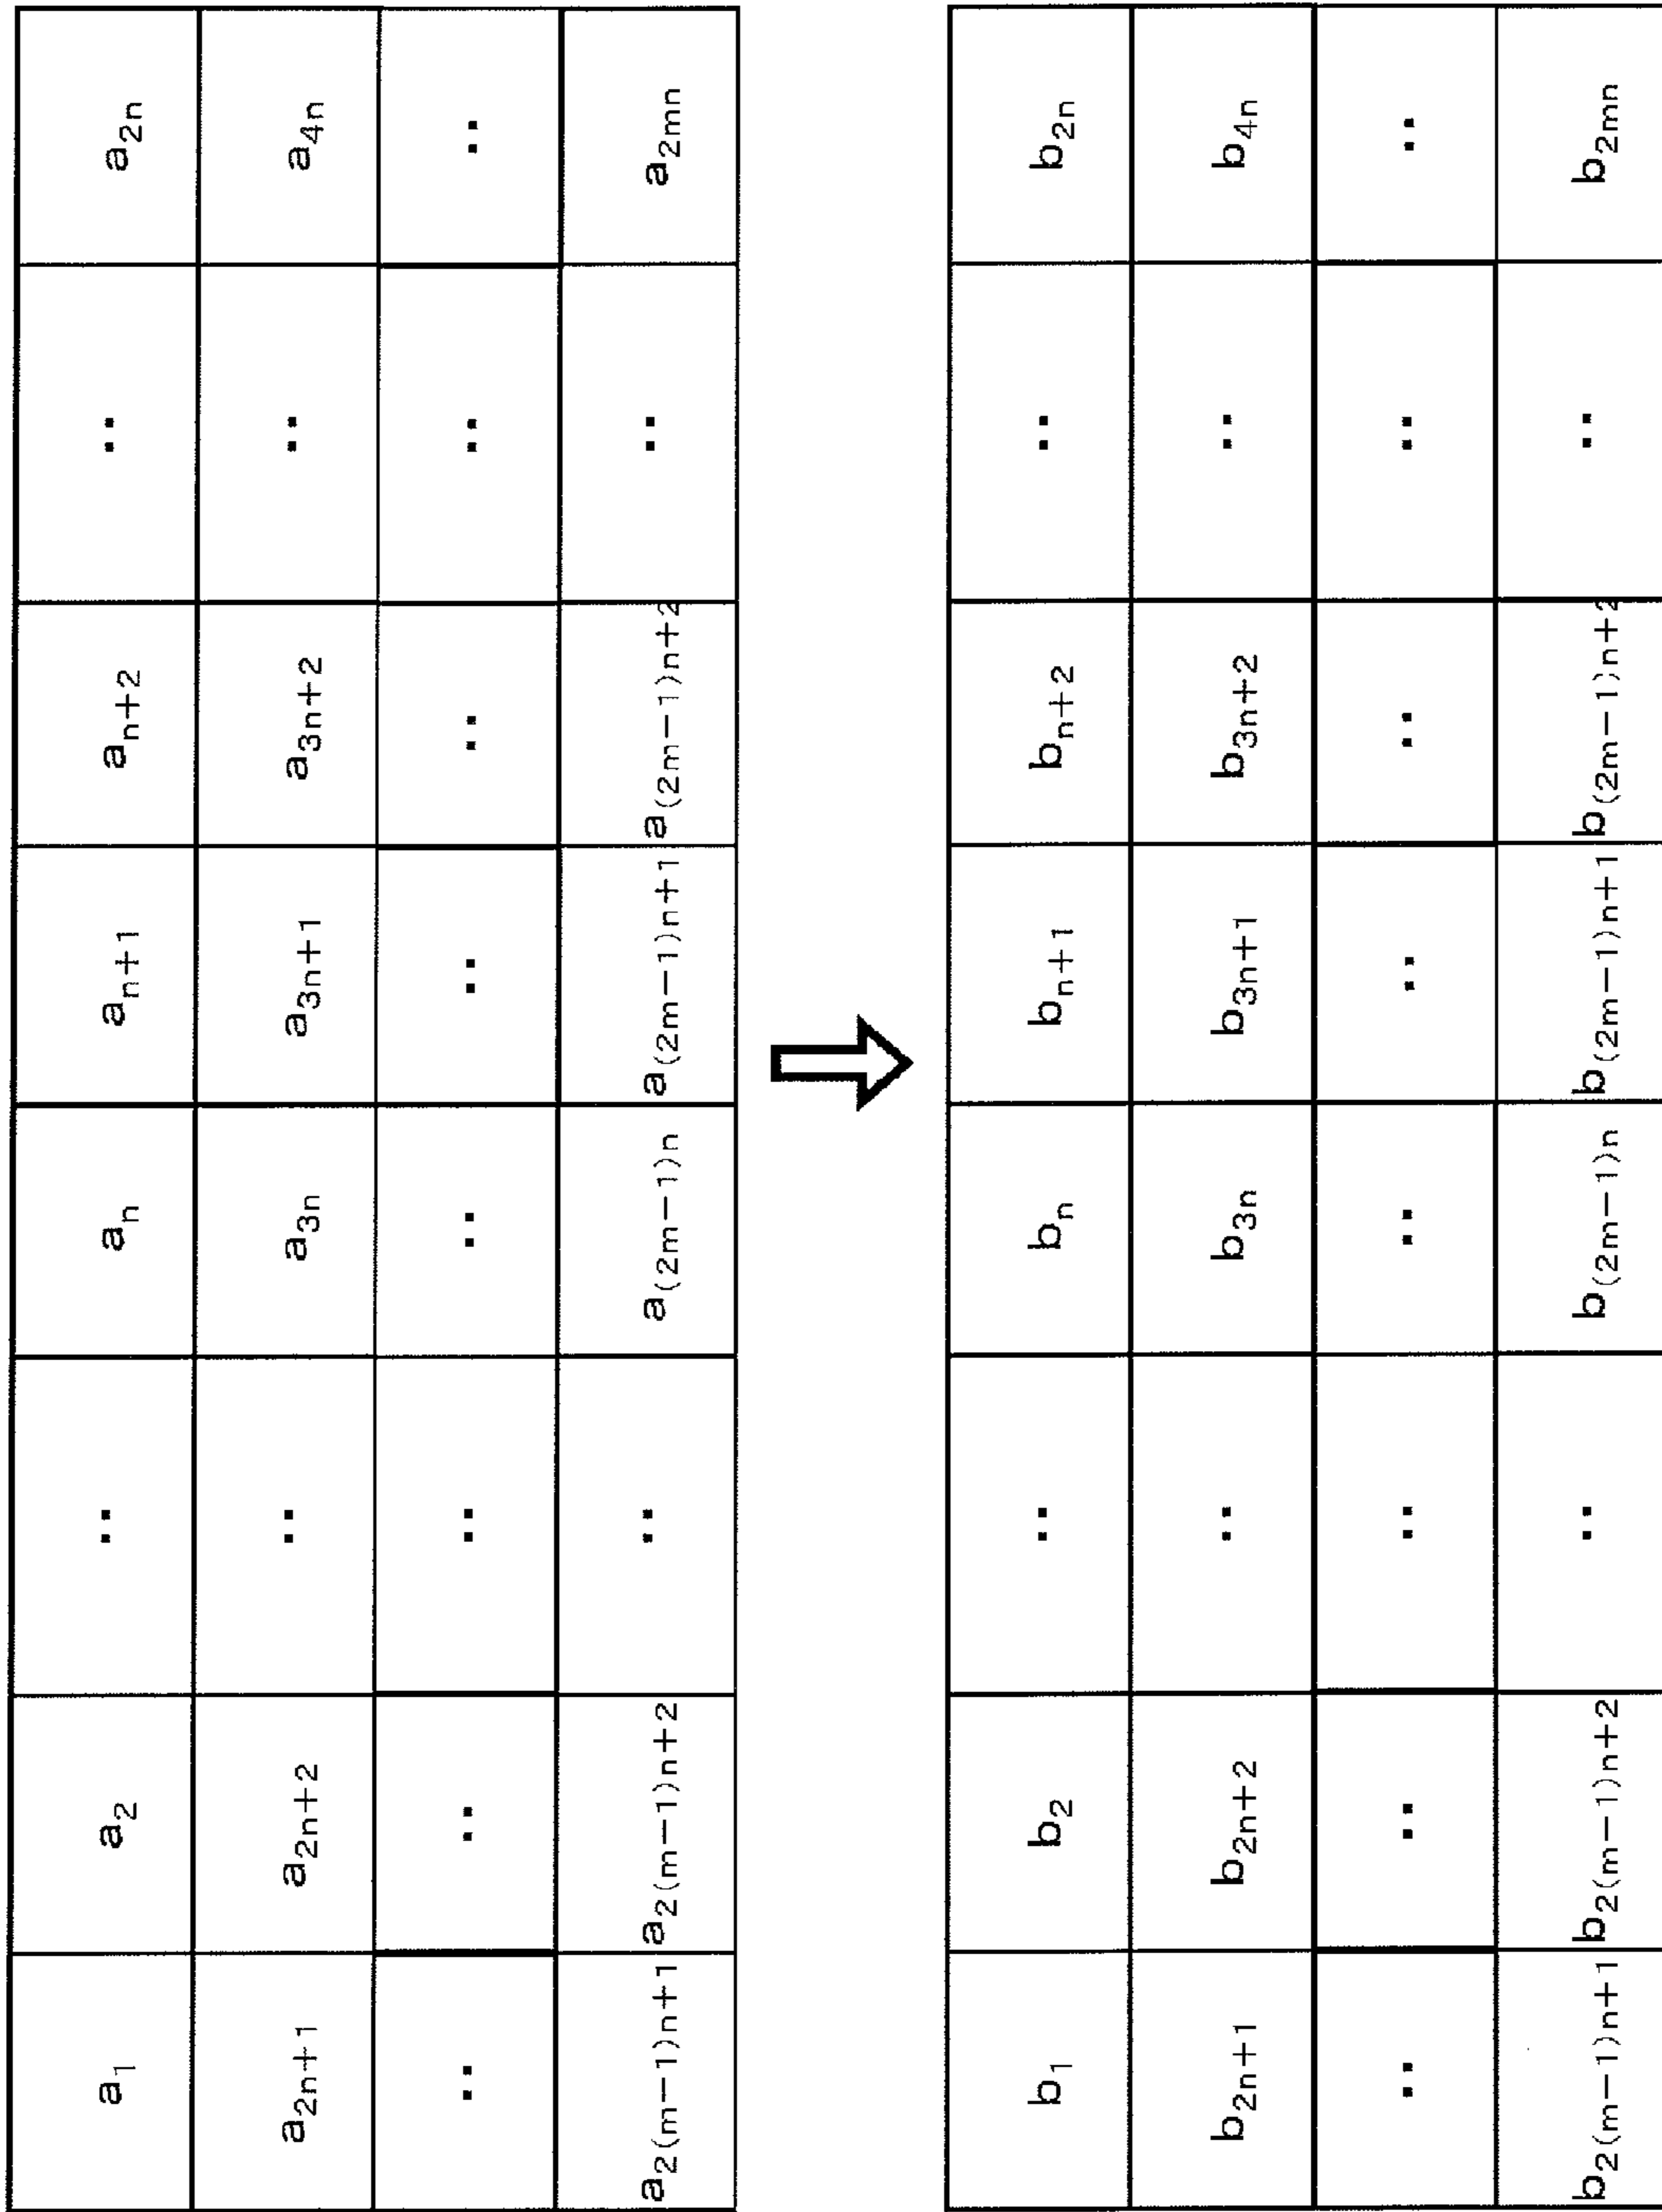 a₁ a₂ ‥ aₙ aₙ₊₁ aₙ₊₂ ‥ a₂ₙ
a₂ₙ₊₁ a₂ₙ₊₂ ‥ a₃ₙ a₃ₙ₊₁ a₃ₙ₊₂ ‥ a₄ₙ
‥ ‥ ‥ ‥ ‥ ‥ ‥ ‥
a₂₍ₘ₋₁₎ₙ₊₁ a₂₍ₘ₋₁₎ₙ₊₂ ‥ a₍₂ₘ₋₁₎ₙ a₍₂ₘ₋₁₎ₙ₊₁ a₍₂ₘ₋₁₎ₙ₊₂ ‥ a₂ₘₙ
b₁ b₂ ‥ bₙ bₙ₊₁ bₙ₊₂ ‥ b₂ₙ
b₂ₙ₊₁ b₂ₙ₊₂ ‥ b₃ₙ b₃ₙ₊₁ b₃ₙ₊₂ ‥ b₄ₙ
‥ ‥ ‥ ‥ ‥ ‥ ‥ ‥
b₂₍ₘ₋₁₎ₙ₊₁ b₂₍ₘ₋₁₎ₙ₊₂ ‥ b₍₂ₘ₋₁₎ₙ b₍₂ₘ₋₁₎ₙ₊₁ b₍₂ₘ₋₁₎ₙ₊₂ ‥ b₂ₘₙ